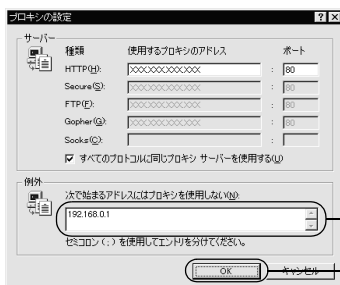 プロキシの設定
サーバー
種類 使用するプロキシのアドレス ポート
HTTP(H): XXXXXXXXXXXX : 80
Secure(S): XXXXXXXXXXXX : 80
FTP(F): XXXXXXXXXXXX : 80
Gopher(G): XXXXXXXXXXXX : 80
Socks(C): :
すべてのプロトコルに同じプロキシ サーバーを使用する(U)
例外
次で始まるアドレスにはプロキシを使用しない(N):
192.168.0.1
セミコロン (;) を使用してエントリを分けてください。
OK キャンセル